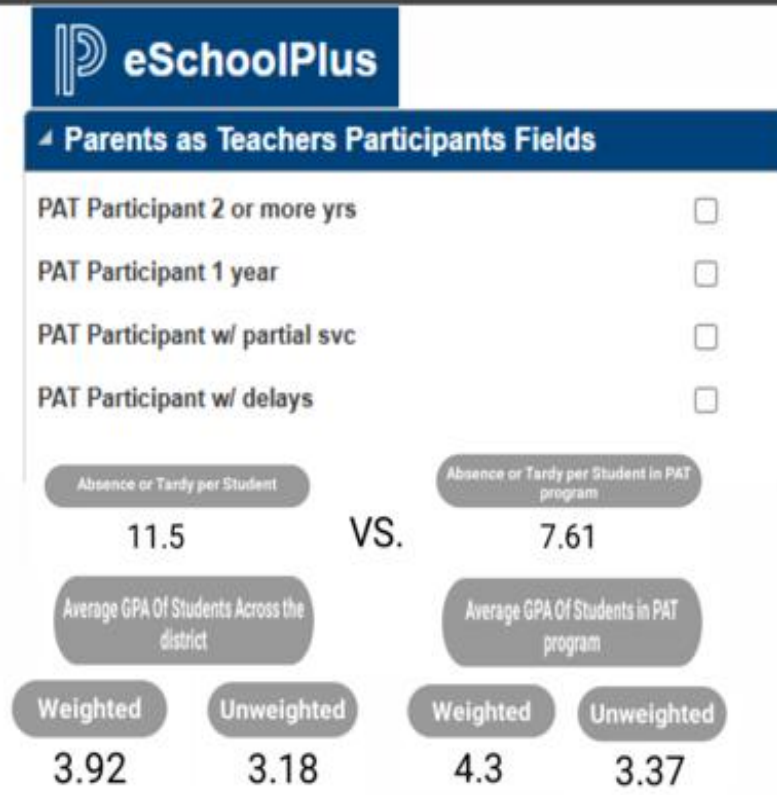 eSchoolPlus
Parents as Teachers Participants Fields
PAT Participant 2 or more yrs
PAT Participant 1 year
PAT Participant w/ partial svc
PAT Participant w/ delays
Absence or Tardy per Student
Absence or Tardy per Student in PAT
program
11.5
VS.
7.61
Average GPA Of Students Across the
district
Average GPA Of Students in PAT
program
Weighted
Unweighted
Weighted
Unweighted
3.92
3.18
4.3
3.37